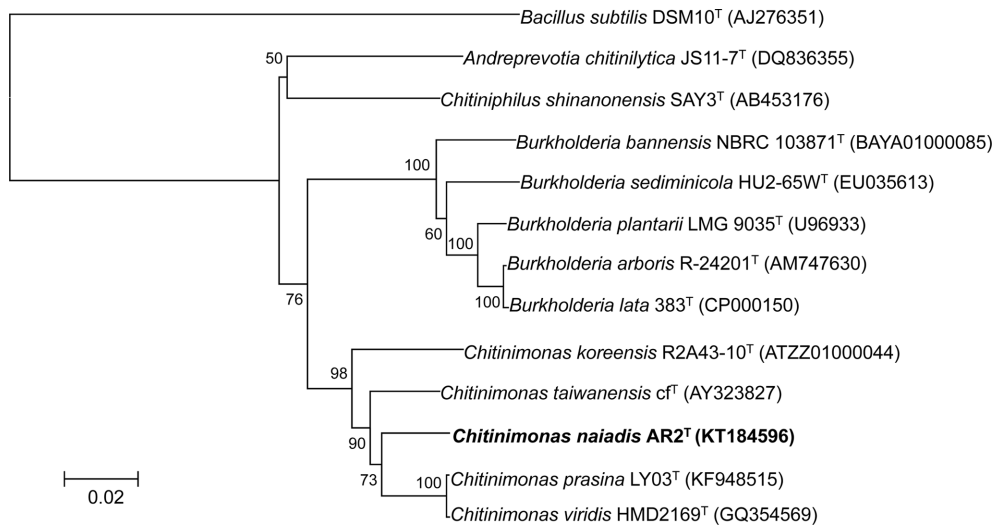 Bacillus subtilis DSM10ᵀ (AJ276351)
50
Andreprevotia chitinilytica JS11-7ᵀ (DQ836355)
Chitiniphilus shinanonensis SAY3ᵀ (AB453176)
Burkholderia bannensis NBRC 103871ᵀ (BAYA01000085)
100
Burkholderia sediminicola HU2-65Wᵀ (EU035613)
60
Burkholderia plantarii LMG 9035ᵀ (U96933)
100
Burkholderia arboris R-24201ᵀ (AM747630)
100
Burkholderia lata 383ᵀ (CP000150)
76
Chitinimonas koreensis R2A43-10ᵀ (ATZZ01000044)
98
Chitinimonas taiwanensis cfᵀ (AY323827)
90
Chitinimonas naiadis AR2ᵀ (KT184596)
73
Chitinimonas prasina LY03ᵀ (KF948515)
100
Chitinimonas viridis HMD2169ᵀ (GQ354569)
0.02